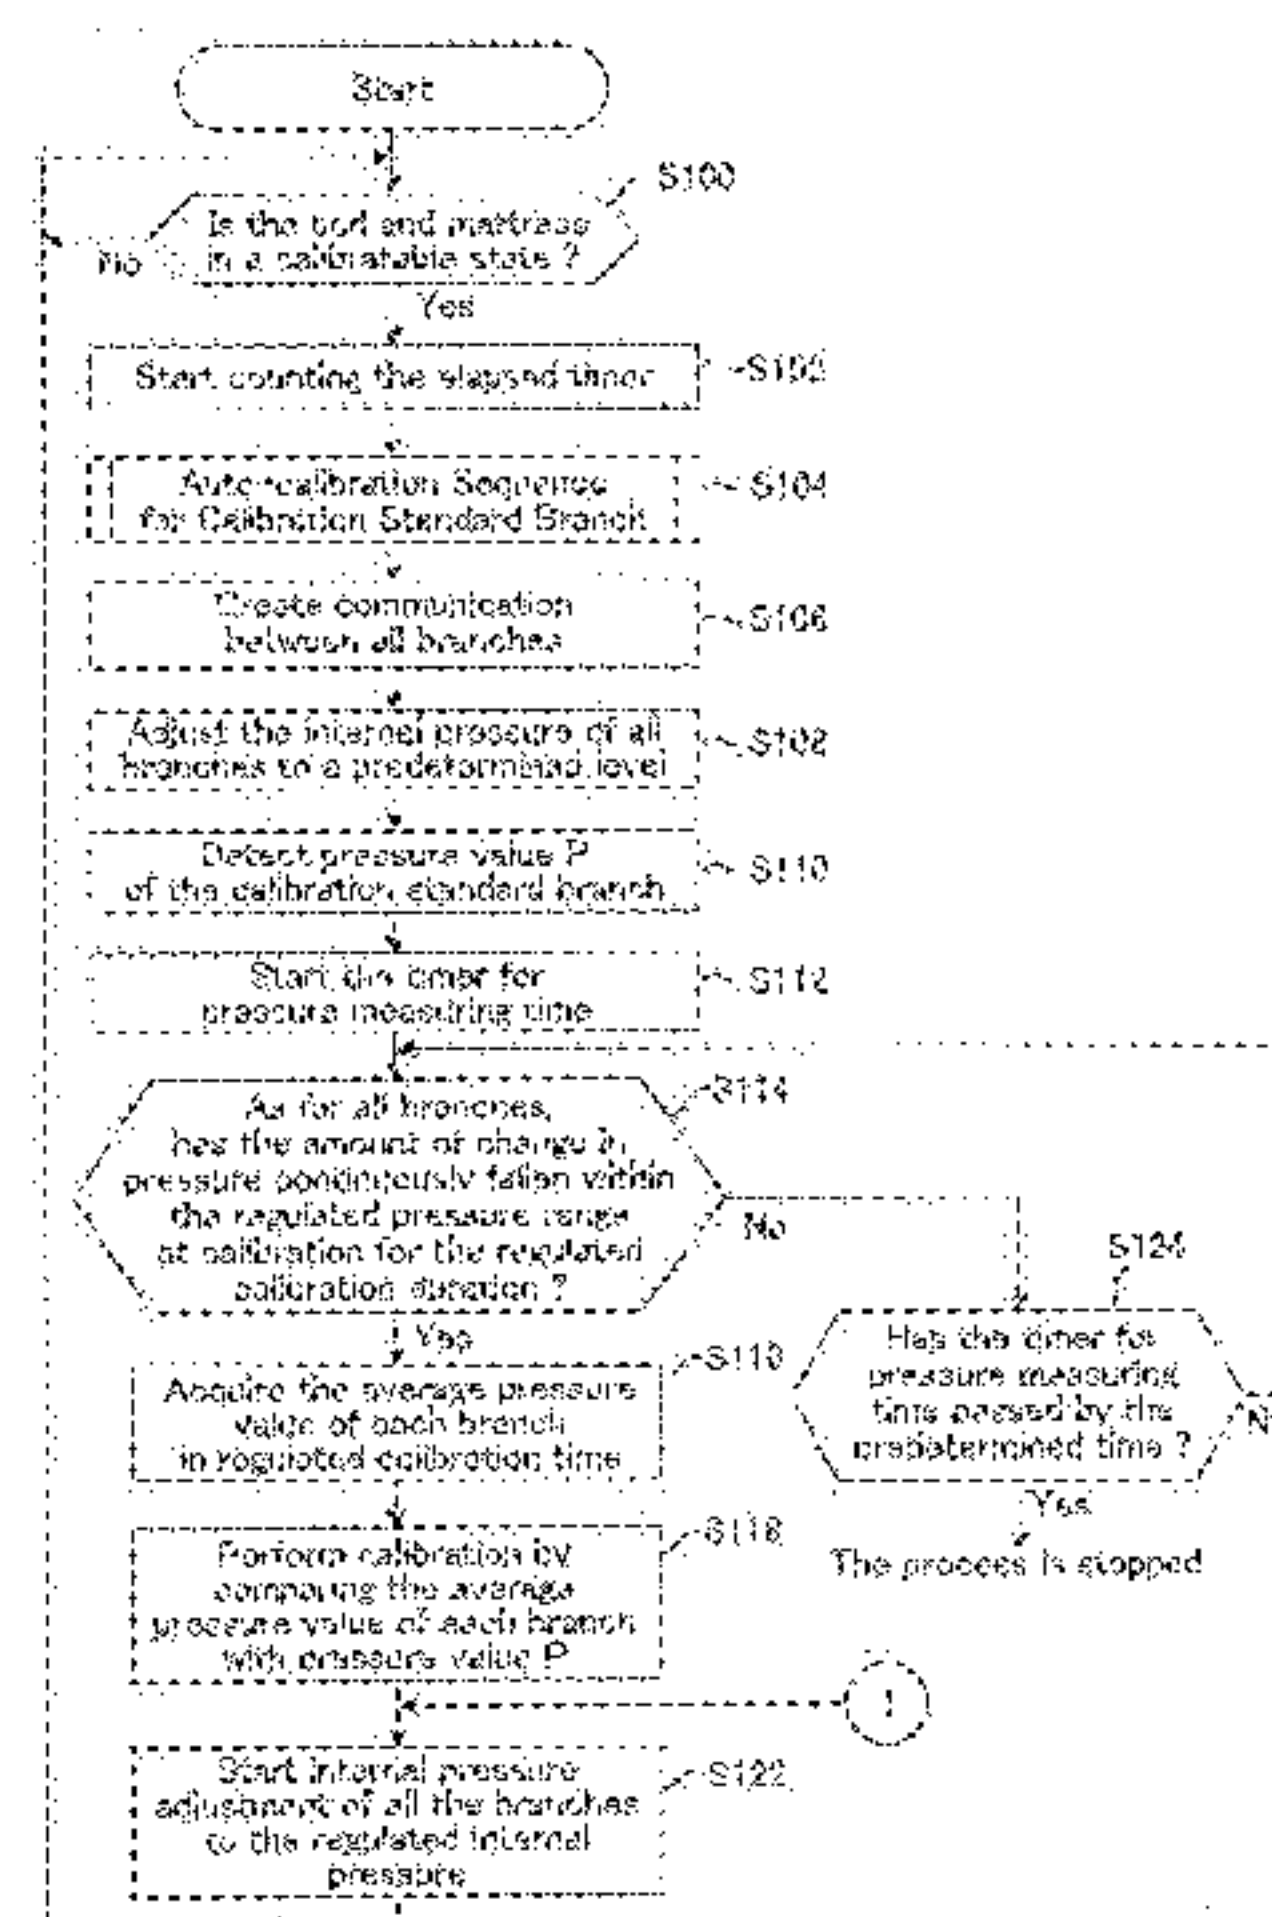 Start
S100
Is the bed and mattress
in a calibratable state ?
No
Yes
Start counting the elapsed time
S102
Auto-calibration Sequence
for Calibration Standard Branch
S104
Create communication
between all branches
S106
Adjust the internal pressure of all
branches to a predetermined level
S108
Detect pressure value P
of the calibration standard branch
S110
Start the timer for
pressure measuring time
S112
S114
As for all branches,
has the amount of change in
pressure continuously fallen within
the regulated pressure range
at calibration for the regulated
calibration duration ?
No
Yes
Has the timer for
pressure measuring
time passed by the
predetermined time ?
N
Yes
The process is stopped
Acquire the average pressure
value of each branch
in regulated calibration time
S118
Perform calibration by
comparing the average
pressure value of each branch
with pressure value P
1
Start internal pressure
adjustment of all the branches
to the regulated internal
pressure
S122